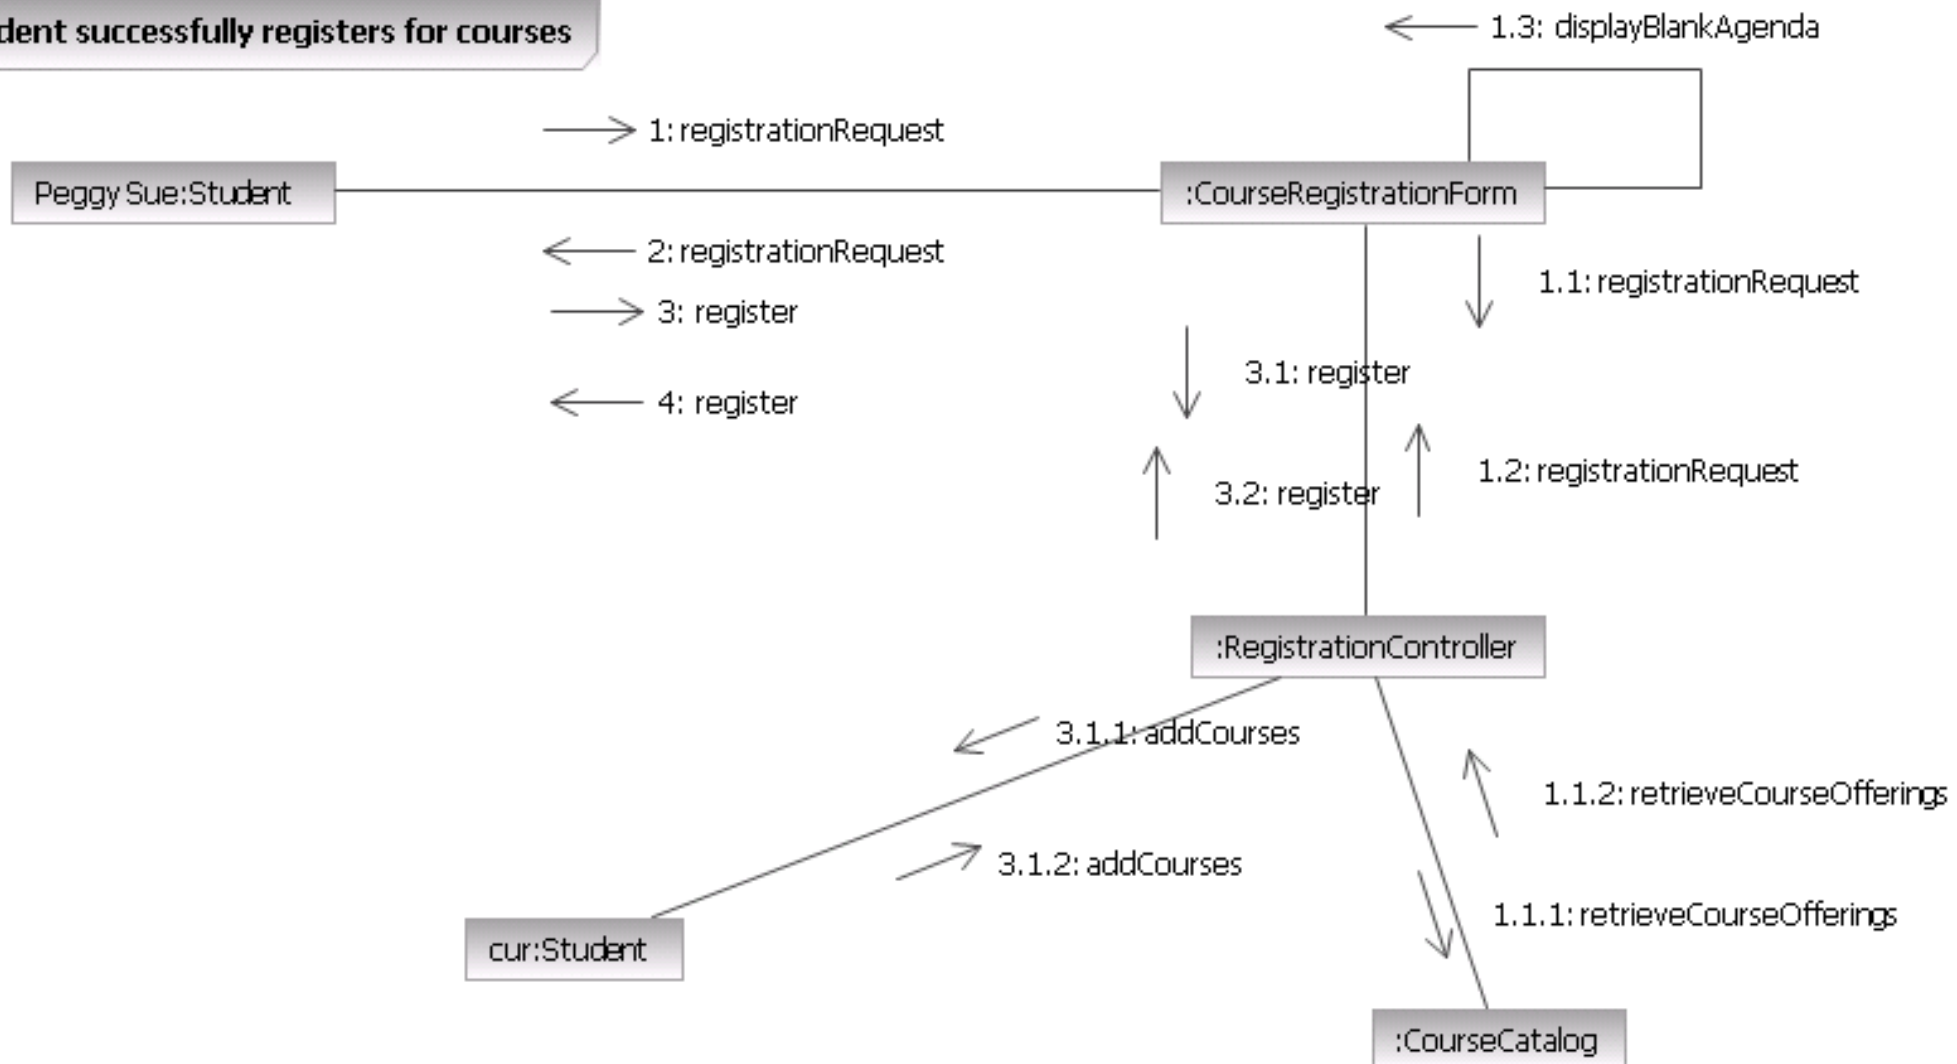 dent successfully registers for courses
1.3: displayBlankAgenda
1: registrationRequest
Peggy Sue:Student
:CourseRegistrationForm
2: registrationRequest
1.1: registrationRequest
3: register
3.1: register
4: register
1.2: registrationRequest
3.2: register
:RegistrationController
3.1.1: addCourses
1.1.2: retrieveCourseOfferings
3.1.2: addCourses
1.1.1: retrieveCourseOfferings
cur:Student
:CourseCatalog